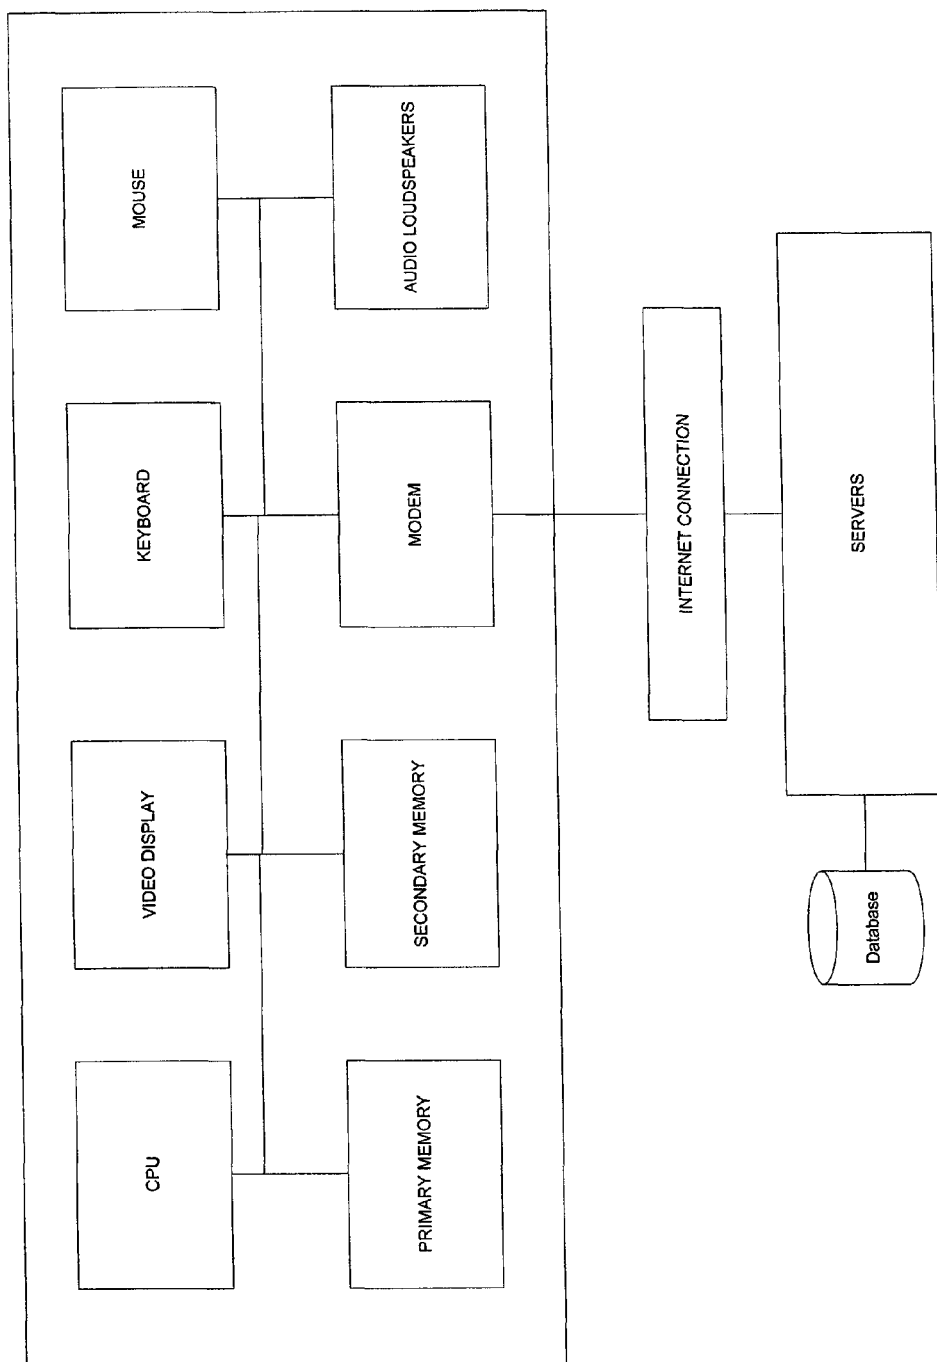 CPU
VIDEO DISPLAY
KEYBOARD
MOUSE
PRIMARY MEMORY
SECONDARY MEMORY
MODEM
AUDIO LOUDSPEAKERS
INTERNET CONNECTION
Database
SERVERS